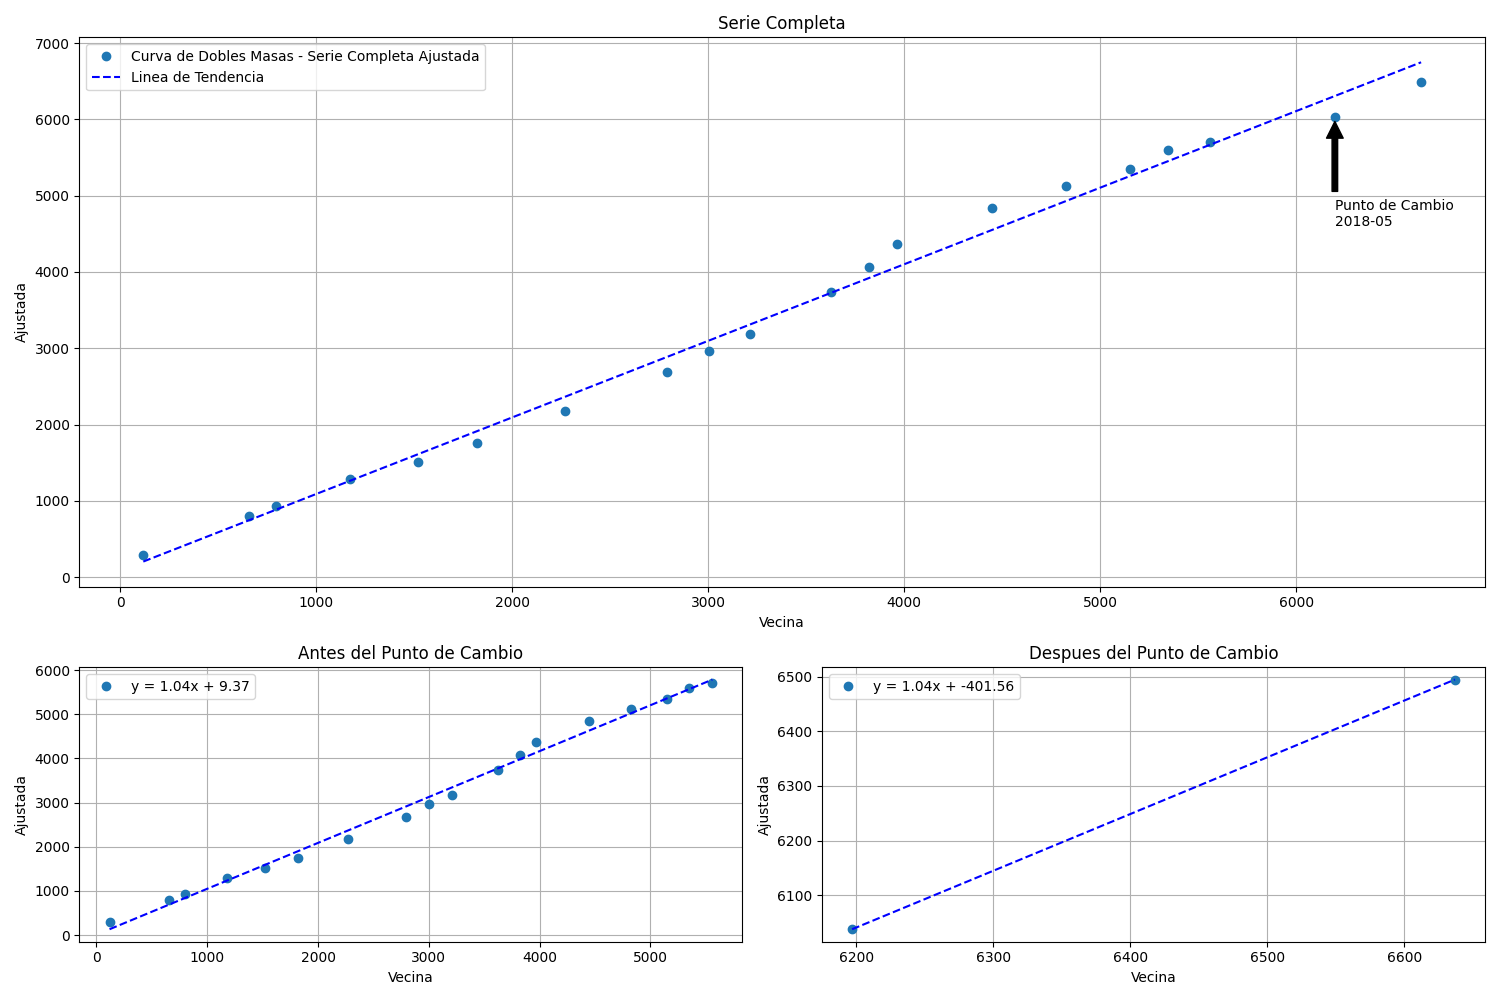 Serie Completa
Curva de Dobles Masas - Serie Completa Ajustada
Linea de Tendencia
7000
6000
5000
4000
3000
2000
1000
0
Ajustada
Punto de Cambio
2018-05
0 1000 2000 3000 4000 5000 6000
Vecina
Antes del Punto de Cambio
y = 1.04x + 9.37
6000
5000
4000
3000
2000
1000
0
Ajustada
0 1000 2000 3000 4000 5000
Vecina
Despues del Punto de Cambio
y = 1.04x + -401.56
6500
6400
6300
6200
6100
Ajustada
6200 6300 6400 6500 6600
Vecina